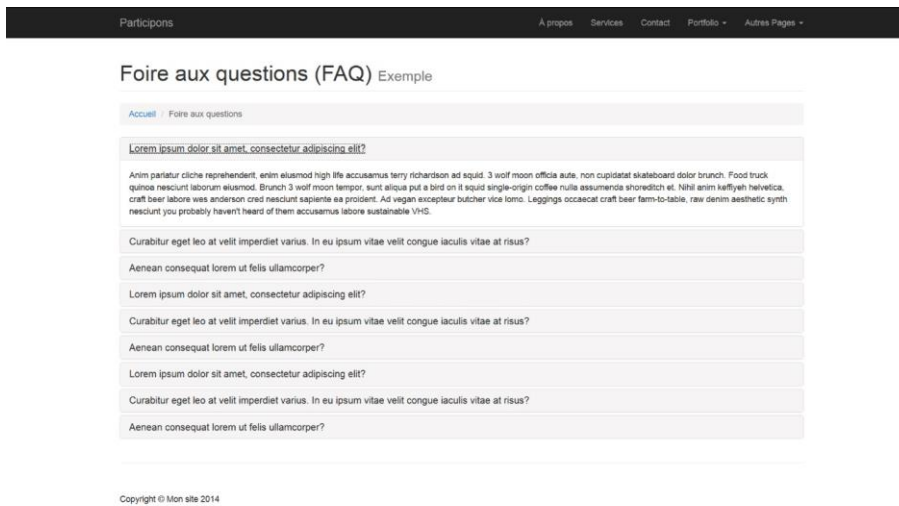 Participons À propos Services Contact Portfolio Autres Pages
Foire aux questions (FAQ) Exemple
Accueil / Foire aux questions
Lorem ipsum dolor sit amet, consectetur adipiscing elit?
Anim pariatur cliche reprehenderit, enim eiusmod high life accusamus terry richardson ad squid. 3 wolf moon officia aute, non cupidatat skateboard dolor brunch. Food truck
quinoa nesciunt laborum eiusmod. Brunch 3 wolf moon tempor, sunt aliqua put a bird on it squid single-origin coffee nulla assumenda shoreditch et. Nihil anim keffiyeh helvetica,
craft beer labore wes anderson cred nesciunt sapiente ea proident. Ad vegan excepteur butcher vice lomo. Leggings occaecat craft beer farm-to-table, raw denim aesthetic synth
nesciunt you probably haven't heard of them accusamus labore sustainable VHS.
Curabitur eget leo at velit imperdiet varius. In eu ipsum vitae velit congue iaculis vitae at risus?
Aenean consequat lorem ut felis ullamcorper?
Lorem ipsum dolor sit amet, consectetur adipiscing elit?
Curabitur eget leo at velit imperdiet varius. In eu ipsum vitae velit congue iaculis vitae at risus?
Aenean consequat lorem ut felis ullamcorper?
Lorem ipsum dolor sit amet, consectetur adipiscing elit?
Curabitur eget leo at velit imperdiet varius. In eu ipsum vitae velit congue iaculis vitae at risus?
Aenean consequat lorem ut felis ullamcorper?
Copyright © Mon site 2014